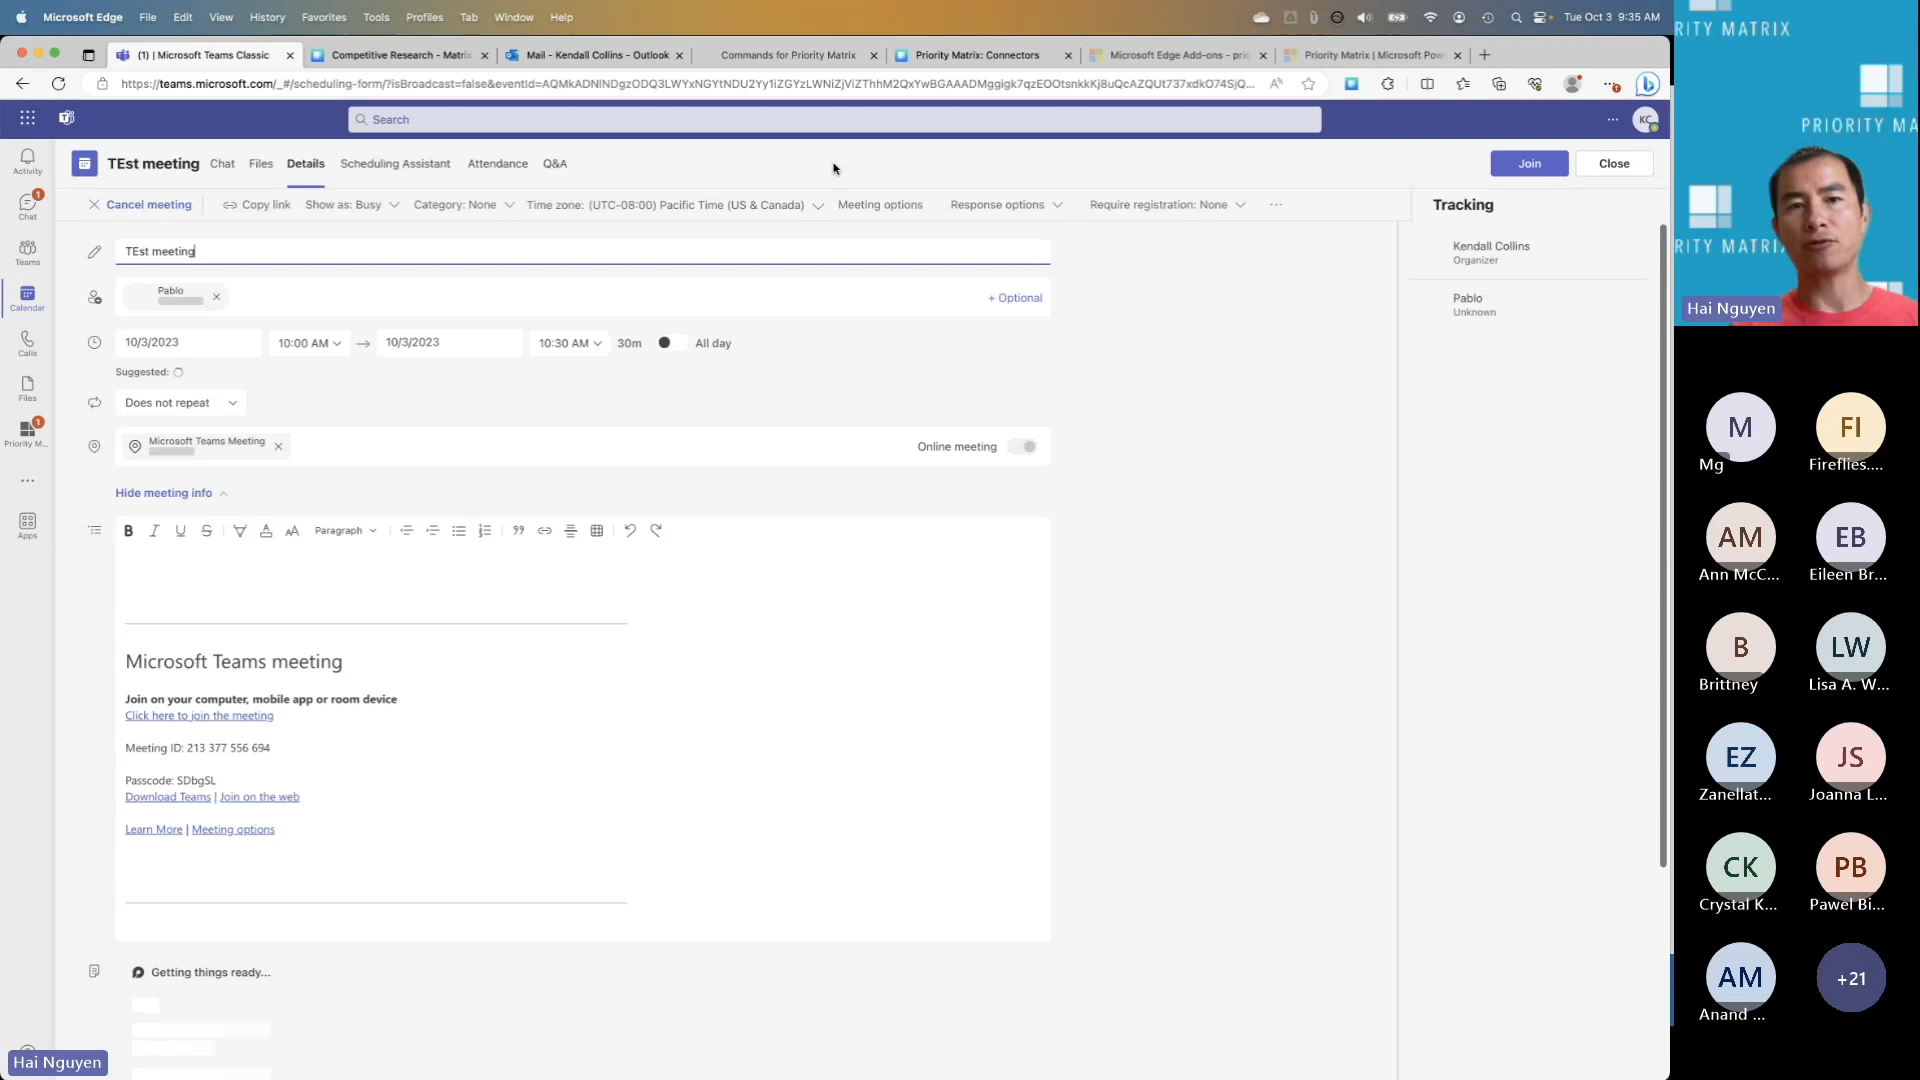 Microsoft Edge File Edit View History Favorites Tools Profiles Tab Window Help
Tue Oct 3 9:35 AM
(1) | Microsoft Teams Classic
Competitive Research - Matrix
Mail - Kendall Collins - Outlook
Commands for Priority Matrix
Priority Matrix: Connectors
Microsoft Edge Add-ons - prio
Priority Matrix | Microsoft Pow
Search
KC
Activity
Chat
1
Teams
Calendar
Calls
Files
Priority M...
1
Apps
TEst meeting
Chat
Files
Details
Scheduling Assistant
Attendance
Q&A
Join
Close
Cancel meeting
Copy link
Show as: Busy
Category: None
Time zone: (UTC-08:00) Pacific Time (US & Canada)
Meeting options
Response options
Require registration: None
Tracking
Kendall Collins
Organizer
Pablo
Unknown
TEst meeting
Pablo
+ Optional
10/3/2023
10:00 AM
10/3/2023
10:30 AM
30m
All day
Suggested:
Does not repeat
Microsoft Teams Meeting
Online meeting
Hide meeting info
B I U S
Paragraph
Microsoft Teams meeting
Join on your computer, mobile app or room device
Click here to join the meeting
Meeting ID: 213 377 556 694
Passcode: SDbgSL
Download Teams | Join on the web
Learn More | Meeting options
Getting things ready...
Hai Nguyen
RITY MATRIX
PRIORITY MA
RITY MATRIX
Hai Nguyen
M
Mg
FI
Fireflies....
AM
Ann McC...
EB
Eileen Br...
B
Brittney
LW
Lisa A. W...
EZ
Zanellat...
JS
Joanna L...
CK
Crystal K...
PB
Pawel Bi...
AM
Anand ...
+21